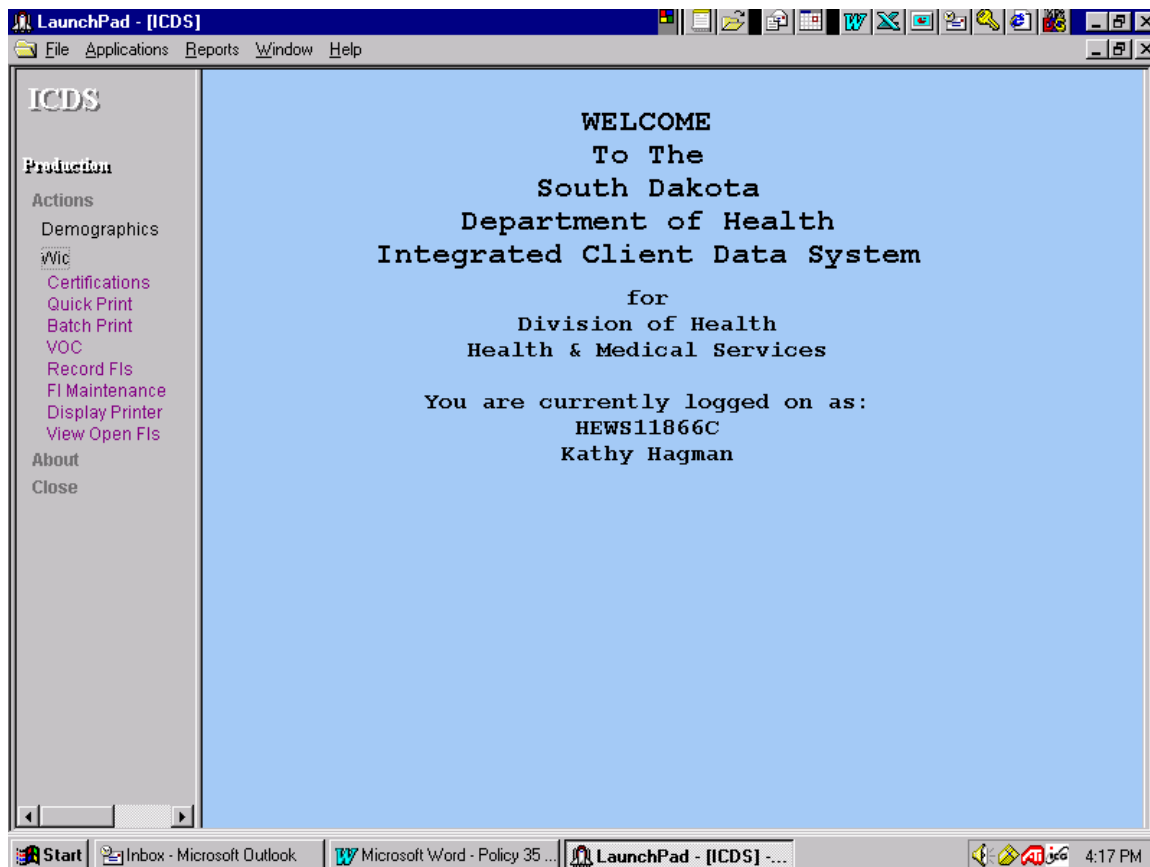 LaunchPad - [ICDS]
File Applications Reports Window Help
ICDS
Production
Actions
Demographics
Wic
Certifications
Quick Print
Batch Print
VOC
Record FIs
FI Maintenance
Display Printer
View Open FIs
About
Close
WELCOME
To The
South Dakota
Department of Health
Integrated Client Data System
for
Division of Health
Health & Medical Services
You are currently logged on as:
HEWS11866C
Kathy Hagman
Start Inbox - Microsoft Outlook Microsoft Word - Policy 35 ... LaunchPad - [ICDS] -... 4:17 PM